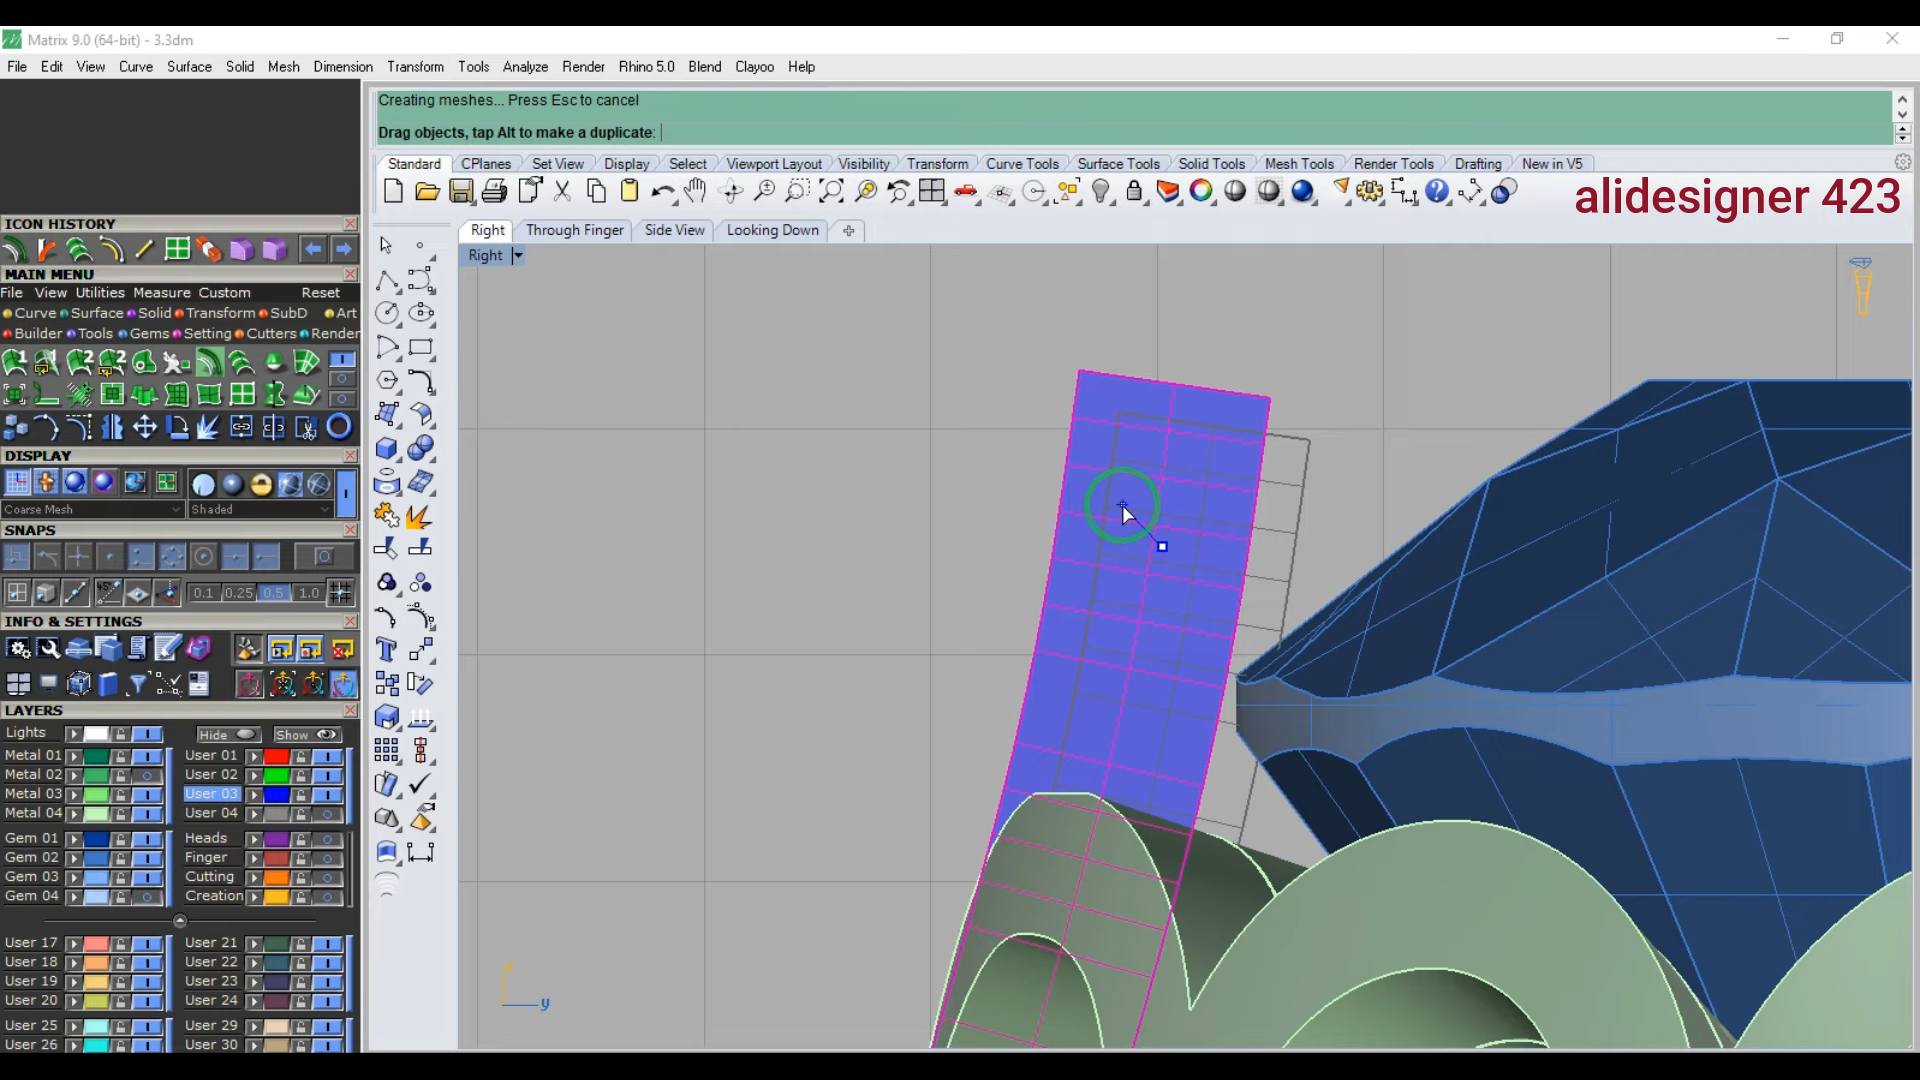 Matrix 9.0 (64-bit) - 3.3dm
File Edit View Curve Surface Solid Mesh Dimension Transform Tools Analyze Render Rhino 5.0 Blend Clayoo Help
Creating meshes... Press Esc to cancel
Drag objects, tap Alt to make a duplicate:
Standard CPlanes Set View Display Select Viewport Layout Visibility Transform Curve Tools Surface Tools Solid Tools Mesh Tools Render Tools Drafting New in V5
alidesigner 423
Right Through Finger Side View Looking Down
Right
y
ICON HISTORY
MAIN MENU
File View Utilities Measure Custom Reset
Curve Surface Solid Transform SubD Art
Builder Tools Gems Setting Cutters Render
1 2 2
DISPLAY
Coarse Mesh Shaded
SNAPS
0.1 0.25 0.5 1.0
INFO & SETTINGS
LAYERS
Lights Hide Show
Metal 01 User 01
Metal 02 User 02
Metal 03 User 03
Metal 04 User 04
Gem 01 Heads
Gem 02 Finger
Gem 03 Cutting
Gem 04 Creation
User 17 User 21
User 18 User 22
User 19 User 23
User 20 User 24
User 25 User 29
User 26 User 30